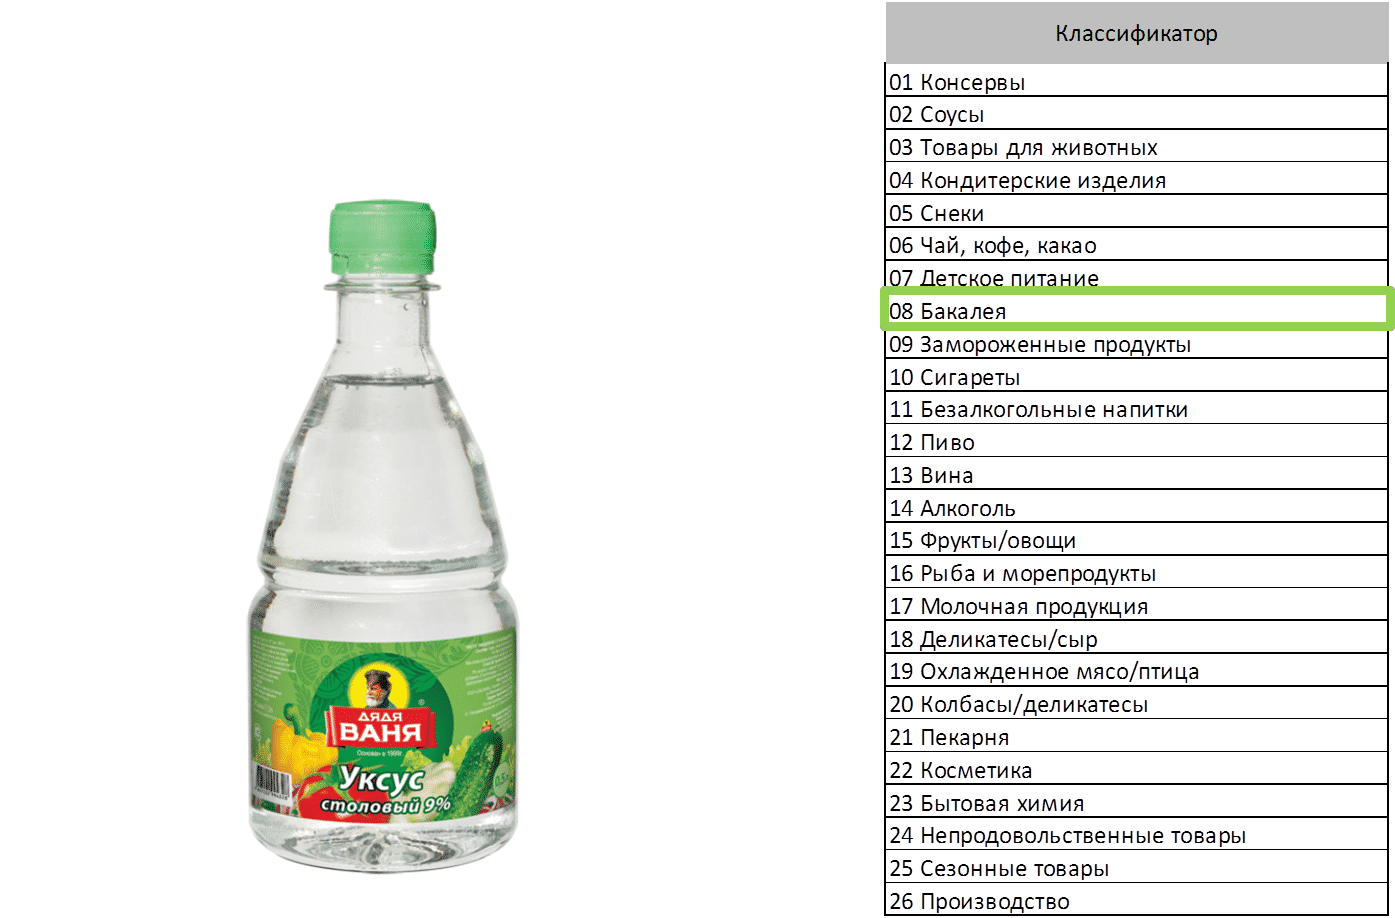 ДЯДЯ
ВАНЯ
®
Основан в 1999г
Уксус
столовый 9%
Классификатор
01 Консервы
02 Соусы
03 Товары для животных
04 Кондитерские изделия
05 Снеки
06 Чай, кофе, какао
07 Детское питание
08 Бакалея
09 Замороженные продукты
10 Сигареты
11 Безалкогольные напитки
12 Пиво
13 Вина
14 Алкоголь
15 Фрукты/овощи
16 Рыба и морепродукты
17 Молочная продукция
18 Деликатесы/сыр
19 Охлажденное мясо/птица
20 Колбасы/деликатесы
21 Пекарня
22 Косметика
23 Бытовая химия
24 Непродовольственные товары
25 Сезонные товары
26 Производство